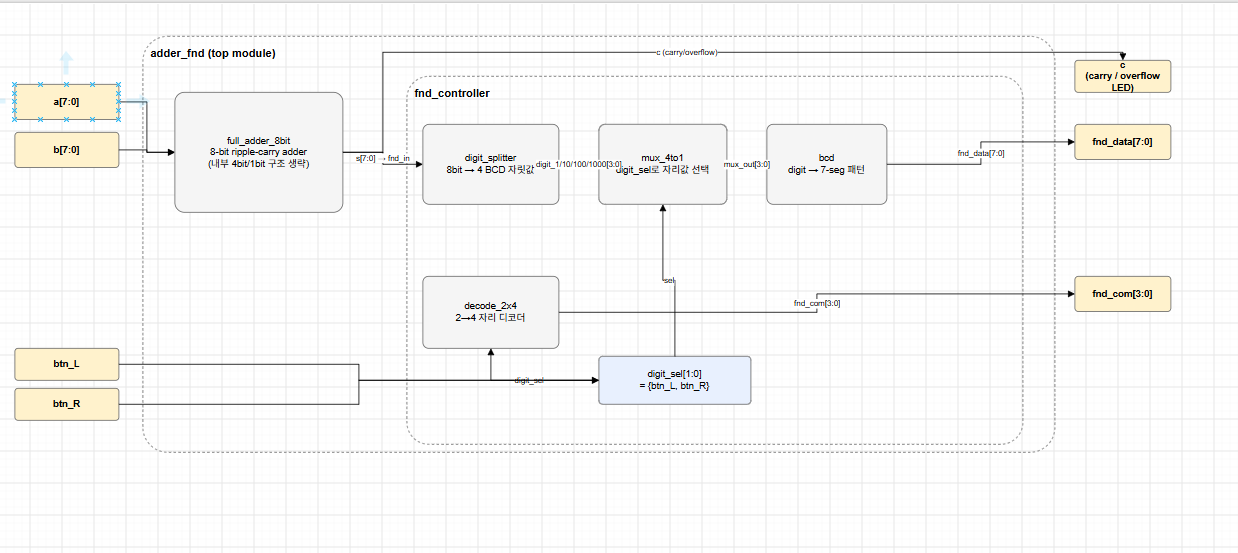 adder_fnd (top module)
c (carry/overflow)
c
(carry / overflow
LED)
a[7:0]
fnd_controller
b[7:0]
full_adder_8bit
8-bit ripple-carry adder
(내부 4bit/1bit 구조 생략)
s[7:0] → fnd_in
digit_splitter
8bit → 4 BCD 자릿값
digit_1/10/100/1000[3:0]
mux_4to1
digit_sel로 자리값 선택
mux_out[3:0]
bcd
digit → 7-seg 패턴
fnd_data[7:0]
fnd_data[7:0]
sel
decode_2x4
2→4 자리 디코더
fnd_com[3:0]
fnd_com[3:0]
btn_L
btn_R
digit_sel
digit_sel[1:0]
= {btn_L, btn_R}